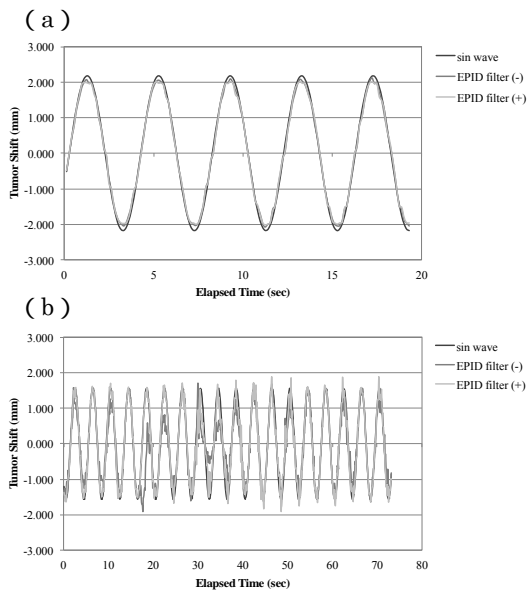 (a)
3.000
2.000
1.000
0.000
-1.000
-2.000
-3.000
Tumor Shift (mm)
0 5 10 15 20
Elapsed Time (sec)
sin wave
EPID filter (-)
EPID filter (+)
(b)
3.000
2.000
1.000
0.000
-1.000
-2.000
-3.000
Tumor Shift (mm)
0 10 20 30 40 50 60 70 80
Elapsed Time (sec)
sin wave
EPID filter (-)
EPID filter (+)